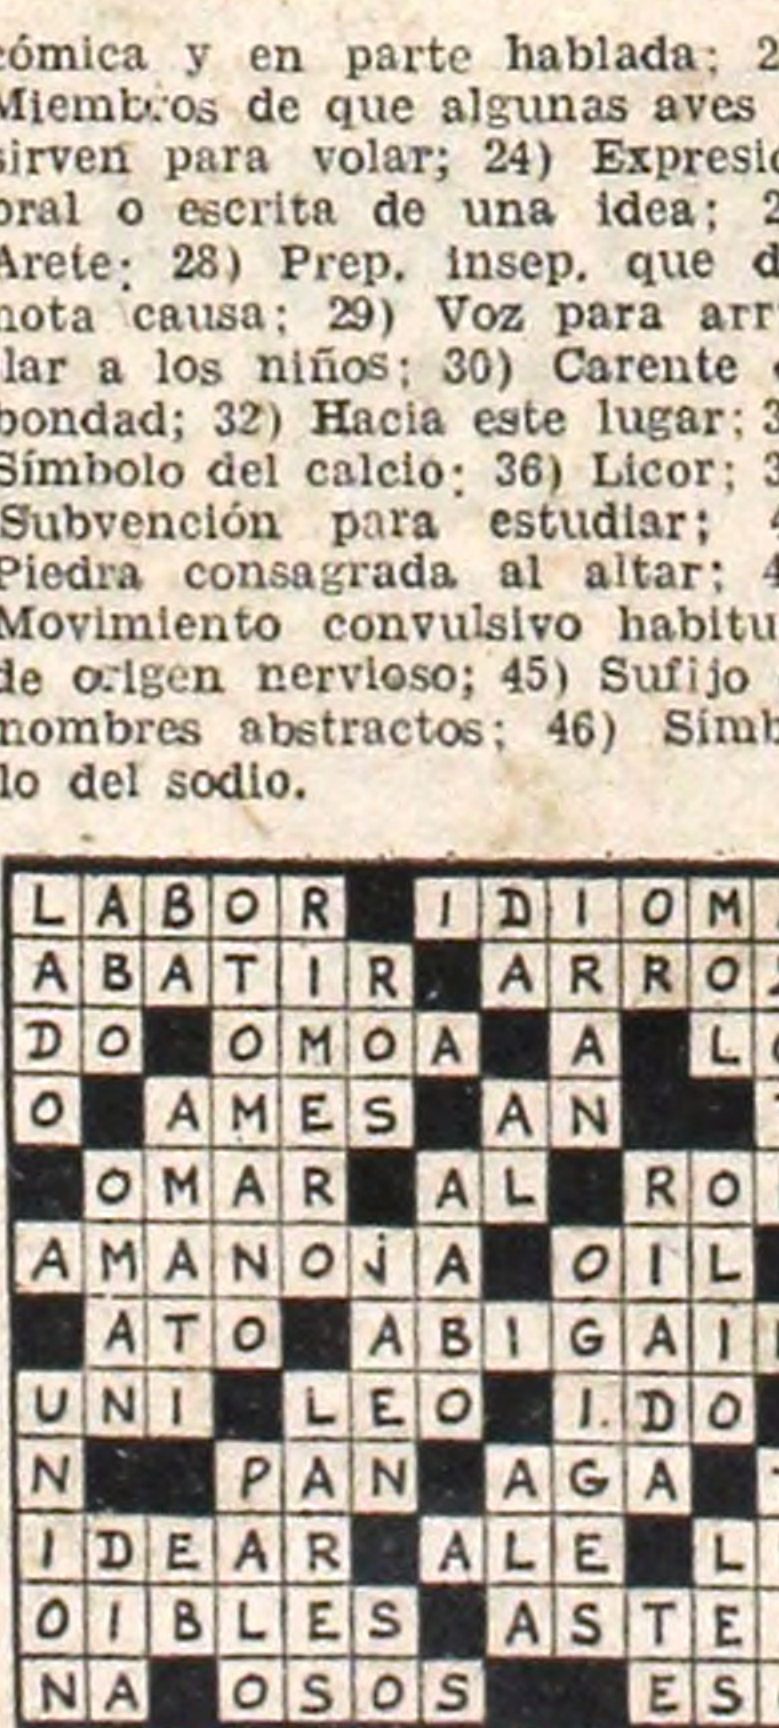 cómica y en parte hablada; 2
Miembros de que algunas aves
sirven para volar; 24) Expresió
oral o escrita de una idea; 2
Arete; 28) Prep. insep. que d
nota causa; 29) Voz para arr
lar a los niños; 30) Carente
bondad; 32) Hacia este lugar; 3
Símbolo del calcio; 36) Licor; 3
Subvención para estudiar; 4
Piedra consagrada al altar; 4
Movimiento convulsivo habitu
de origen nervioso; 45) Sufijo
nombres abstractos; 46) Símb
lo del sodio.
LABOR IDIOM
ABATIR ARRO
DO OMOA A L
O AMES AN
OMAR AL RO
AMANOJA OIL
ATO ABIGAI
UNI LEO I.DO
N PAN AGA
IDEAR ALE L
OIBLES ASTE
NA OSOS ES